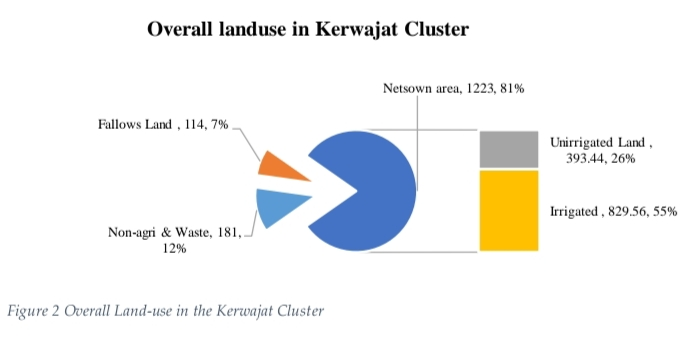 Overall landuse in Kerwajat Cluster
Netsown area, 1223, 81%
Fallows Land , 114, 7%
Unirrigated Land ,
393.44, 26%
Irrigated , 829.56, 55%
Non-agri & Waste, 181,
12%
Figure 2 Overall Land-use in the Kerwajat Cluster